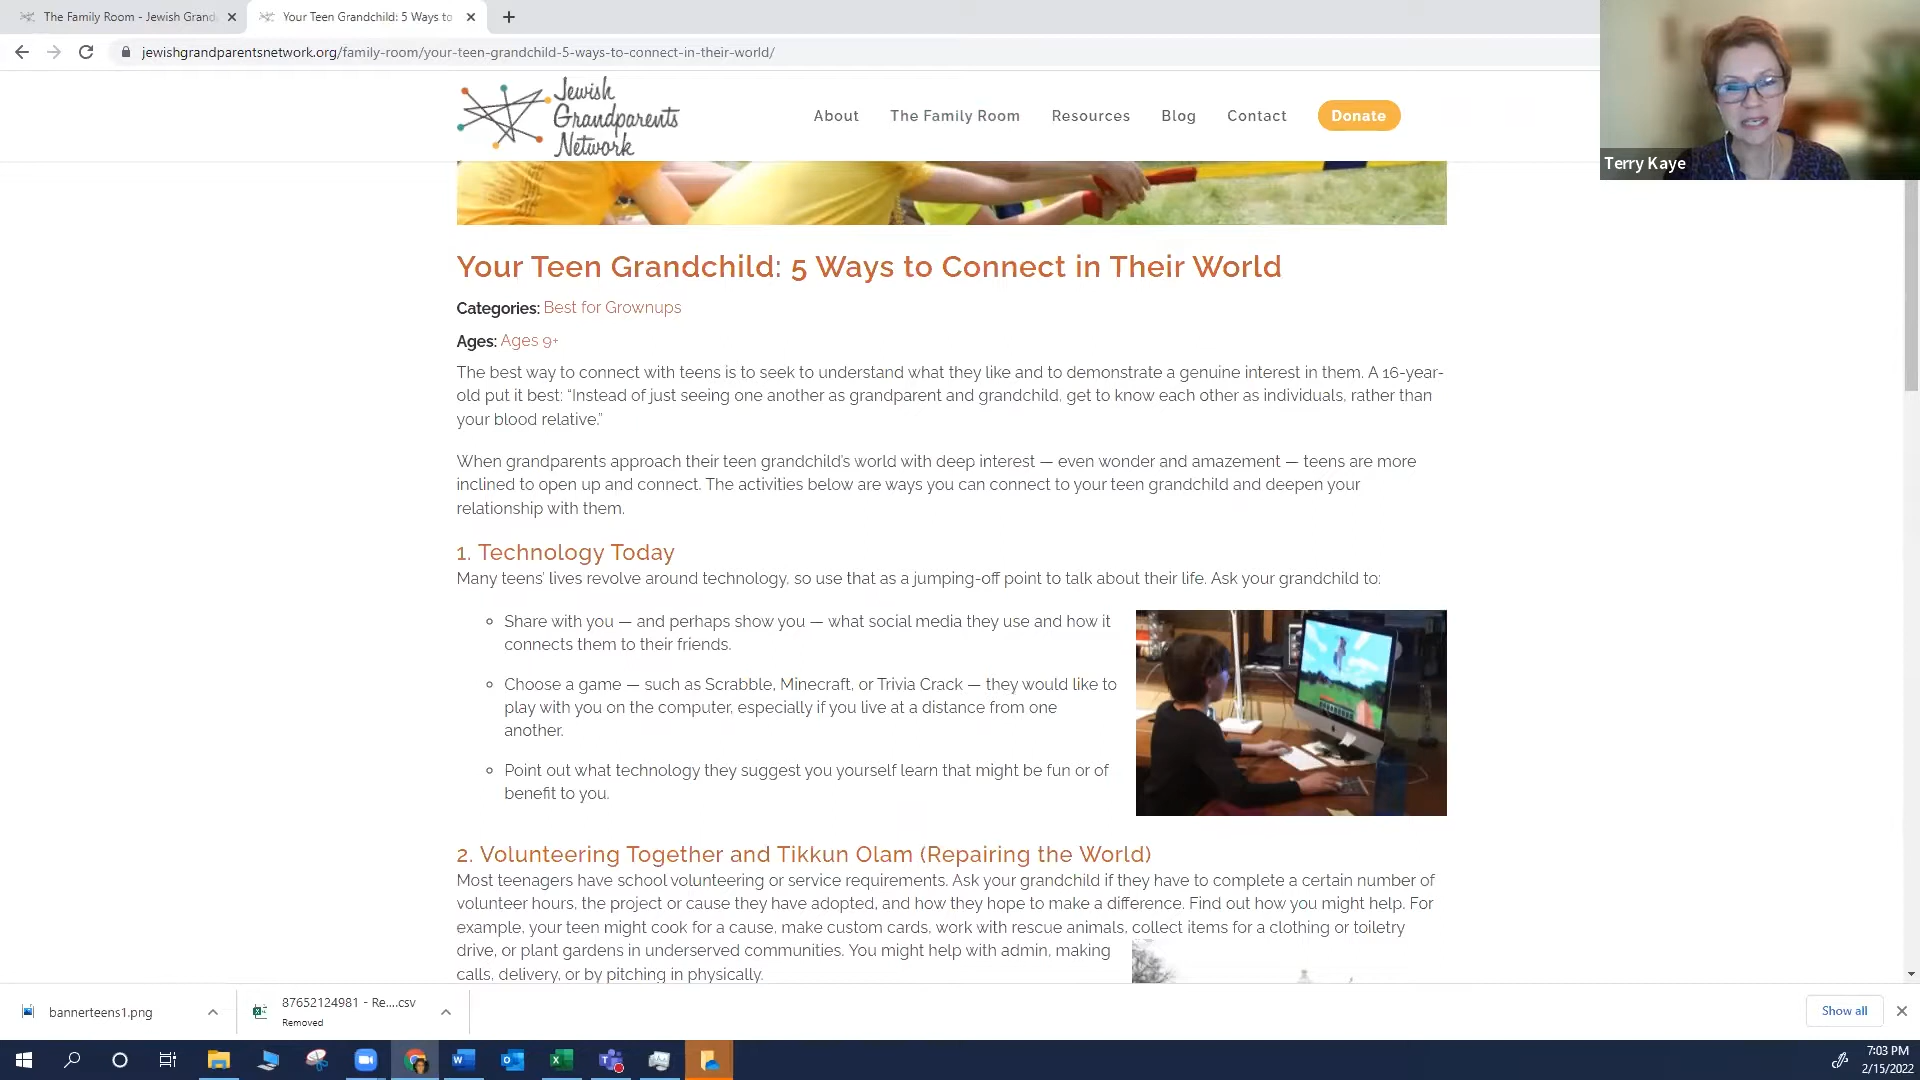 The Family Room - Jewish Grand
Your Teen Grandchild: 5 Ways to
jewishgrandparentsnetwork.org/family-room/your-teen-grandchild-5-ways-to-connect-in-their-world/
Jewish
Grandparents
Network
About
The Family Room
Resources
Blog
Contact
Donate
Terry Kaye
Your Teen Grandchild: 5 Ways to Connect in Their World
Categories: Best for Grownups
Ages: Ages 9+
The best way to connect with teens is to seek to understand what they like and to demonstrate a genuine interest in them. A 16-year-
old put it best: “Instead of just seeing one another as grandparent and grandchild, get to know each other as individuals, rather than
your blood relative.”
When grandparents approach their teen grandchild’s world with deep interest — even wonder and amazement — teens are more
inclined to open up and connect. The activities below are ways you can connect to your teen grandchild and deepen your
relationship with them.
1. Technology Today
Many teens’ lives revolve around technology, so use that as a jumping-off point to talk about their life. Ask your grandchild to:
Share with you — and perhaps show you — what social media they use and how it
connects them to their friends.
Choose a game — such as Scrabble, Minecraft, or Trivia Crack — they would like to
play with you on the computer, especially if you live at a distance from one
another.
Point out what technology they suggest you yourself learn that might be fun or of
benefit to you.
2. Volunteering Together and Tikkun Olam (Repairing the World)
Most teenagers have school volunteering or service requirements. Ask your grandchild if they have to complete a certain number of
volunteer hours, the project or cause they have adopted, and how they hope to make a difference. Find out how you might help. For
example, your teen might cook for a cause, make custom cards, work with rescue animals, collect items for a clothing or toiletry
drive, or plant gardens in underserved communities. You might help with admin, making
calls, delivery, or by pitching in physically.
bannerteens1.png
87652124981 - Re....csv
Removed
Show all
7:03 PM
2/15/2022